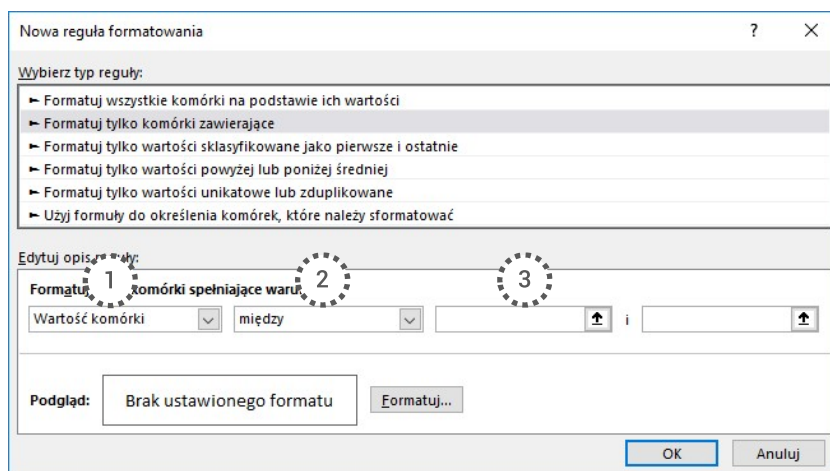 Nowa reguła formatowania ?
Wybierz typ reguły:
► Formatuj wszystkie komórki na podstawie ich wartości
► Formatuj tylko komórki zawierające
► Formatuj tylko wartości sklasyfikowane jako pierwsze i ostatnie
► Formatuj tylko wartości powyżej lub poniżej średniej
► Formatuj tylko wartości unikatowe lub zduplikowane
► Użyj formuły do określenia komórek, które należy sformatować
Edytuj opis reguły:
1 2 3
komórki spełniające
Wartość komórki między i
Podgląd: Brak ustawionego formatu Formatuj...
OK Anuluj